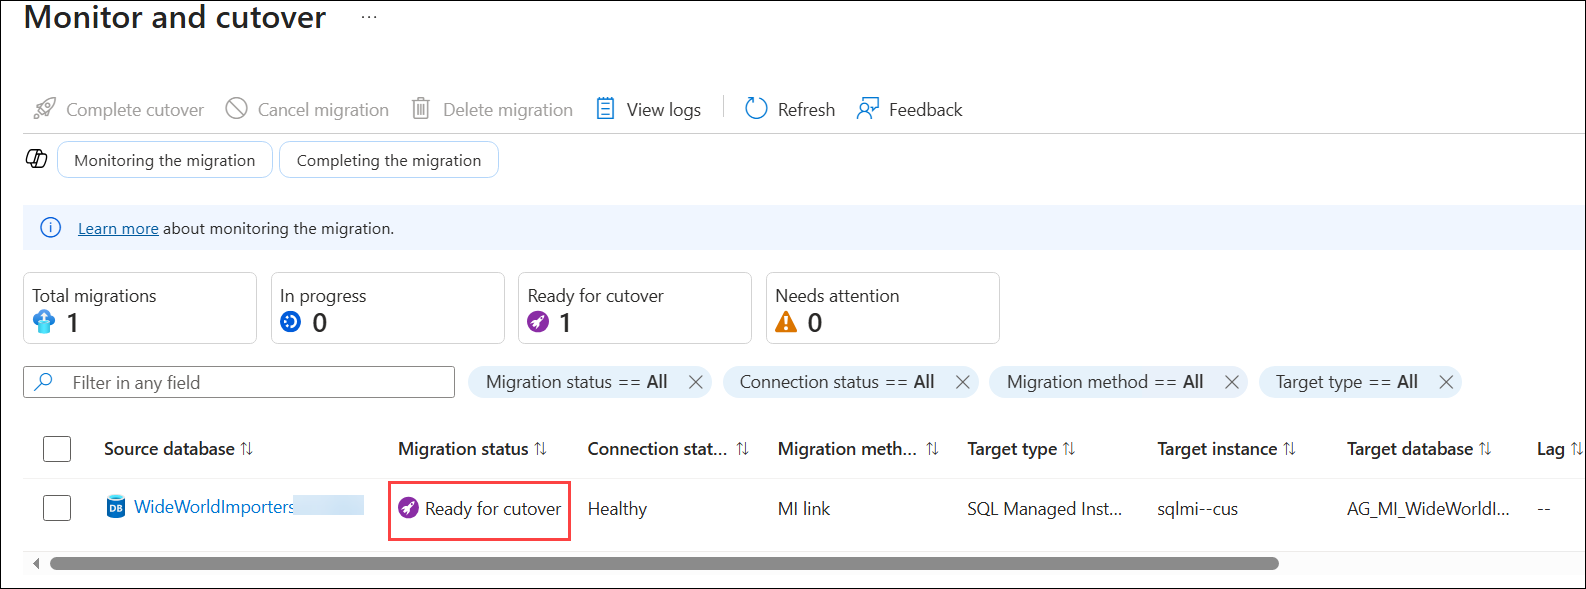 Monitor and cutover ...
Complete cutover Cancel migration Delete migration View logs Refresh Feedback
Monitoring the migration Completing the migration
Learn more about monitoring the migration.
Total migrations In progress Ready for cutover Needs attention
1 0 1 0
Filter in any field Migration status == All Connection status == All Migration method == All Target type == All
Source database Migration status Connection stat... Migration meth... Target type Target instance Target database Lag
DB WideWorldImporters Ready for cutover Healthy MI link SQL Managed Inst... sqlmi--cus AG_MI_WideWorldI... --